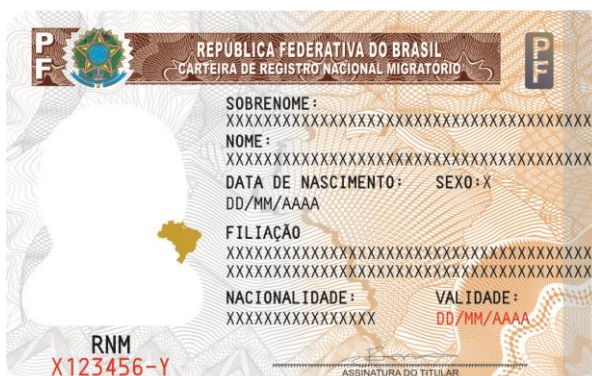 PF
REPÚBLICA FEDERATIVA DO BRASIL
CARTEIRA DE REGISTRO NACIONAL MIGRATÓRIO
PF
SOBRENOME:
XXXXXXXXXXXXXXXXXXXXXXXXXXXXXXXXXXXXXXX
NOME:
XXXXXXXXXXXXXXXXXXXXXXXXXXXXXXXXXXXXXXX
DATA DE NASCIMENTO: SEXO:X
DD/MM/AAAA
FILIAÇÃO
XXXXXXXXXXXXXXXXXXXXXXXXXXXXXXXXXXXXXXX
XXXXXXXXXXXXXXXXXXXXXXXXXXXXXXXXXXXXXXX
NACIONALIDADE: VALIDADE:
XXXXXXXXXXXXXXXX DD/MM/AAAA
RNM
X123456-Y
ASSINATURA DO TITULAR